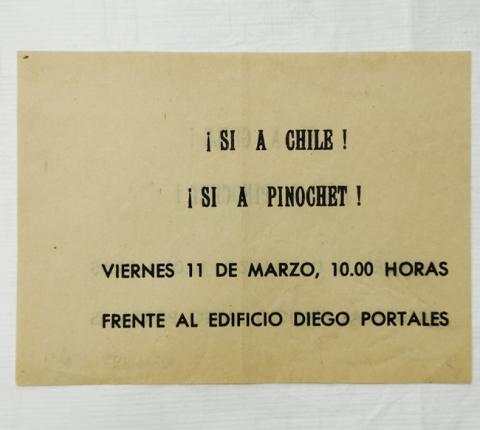 ¡ SI A CHILE !
¡ SI A PINOCHET !
VIERNES 11 DE MARZO, 10.00 HORAS
FRENTE AL EDIFICIO DIEGO PORTALES